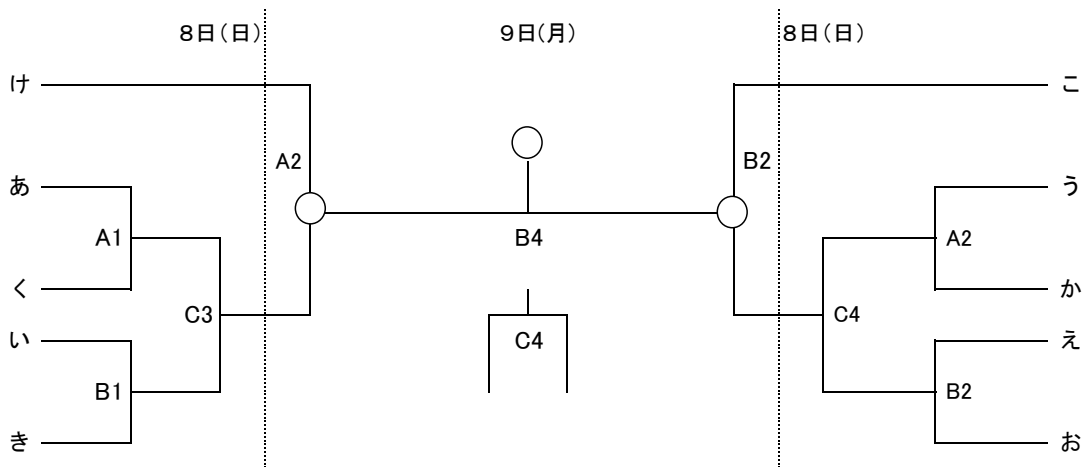 8日(日) 9日(月) 8日(日)
け こ
A2 B2
あ う
A1 B4 A2
く か
C3 C4 C4
い え
B1 B2
き お